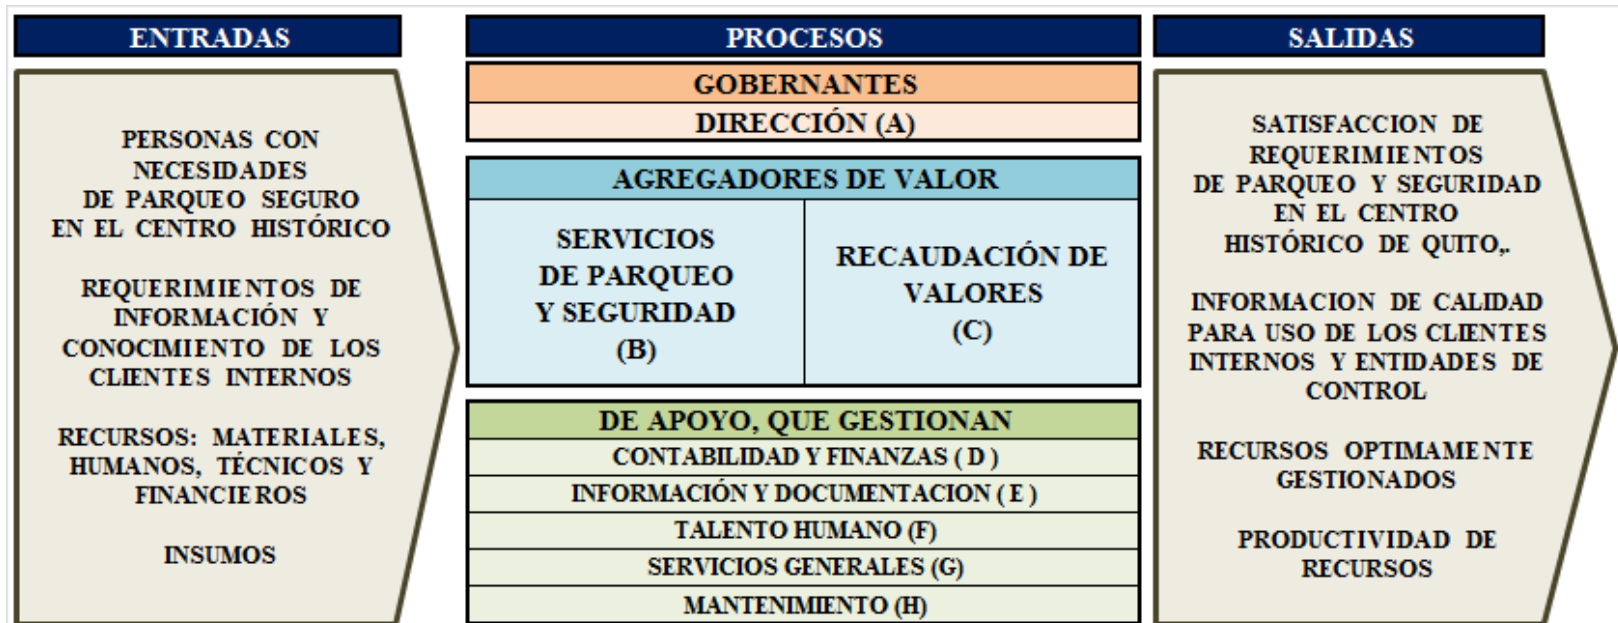 ENTRADAS
PERSONAS CON
NECESIDADES
DE PARQUEO SEGURO
EN EL CENTRO HISTÓRICO
REQUERIMIENTOS DE
INFORMACIÓN Y
CONOCIMIENTO DE LOS
CLIENTES INTERNOS
RECURSOS: MATERIALES,
HUMANOS, TÉCNICOS Y
FINANCIEROS
INSUMOS
PROCESOS
GOBERNANTES
DIRECCIÓN (A)
AGREGADORES DE VALOR
SERVICIOS
DE PARQUEO
Y SEGURIDAD
(B)
RECAUDACIÓN DE
VALORES
(C)
DE APOYO, QUE GESTIONAN
CONTABILIDAD Y FINANZAS ( D )
INFORMACIÓN Y DOCUMENTACION ( E )
TALENTO HUMANO (F)
SERVICIOS GENERALES (G)
MANTENIMIENTO (H)
SALIDAS
SATISFACCION DE
REQUERIMIENTOS
DE PARQUEO Y SEGURIDAD
EN EL CENTRO
HISTÓRICO DE QUITO,.
INFORMACION DE CALIDAD
PARA USO DE LOS CLIENTES
INTERNOS Y ENTIDADES DE
CONTROL
RECURSOS OPTIMAMENTE
GESTIONADOS
PRODUCTIVIDAD DE
RECURSOS